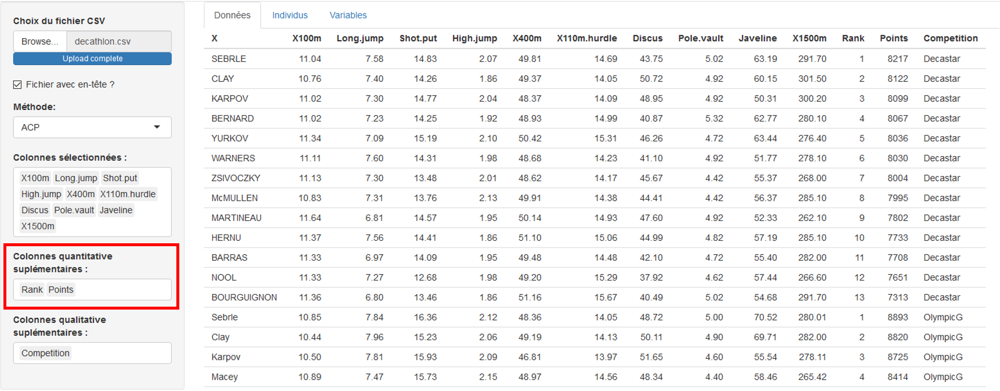 Choix du fichier CSV
Browse... decathlon.csv
Upload complete
Fichier avec en-tête ?
Méthode:
ACP
Colonnes sélectionnées :
X100m Long.jump Shot.put
High.jump X400m X110m.hurdle
Discus Pole.vault Javeline
X1500m
Colonnes quantitative
suplémentaires :
Rank Points
Colonnes qualitative
suplémentaires :
Competition
Données Individus Variables
X X100m Long.jump Shot.put High.jump X400m X110m.hurdle Discus Pole.vault Javeline X1500m Rank Points Competition
SEBRLE 11.04 7.58 14.83 2.07 49.81 14.69 43.75 5.02 63.19 291.70 1 8217 Decastar
CLAY 10.76 7.40 14.26 1.86 49.37 14.05 50.72 4.92 60.15 301.50 2 8122 Decastar
KARPOV 11.02 7.30 14.77 2.04 48.37 14.09 48.95 4.92 50.31 300.20 3 8099 Decastar
BERNARD 11.02 7.23 14.25 1.92 48.93 14.99 40.87 5.32 62.77 280.10 4 8067 Decastar
YURKOV 11.34 7.09 15.19 2.10 50.42 15.31 46.26 4.72 63.44 276.40 5 8036 Decastar
WARNERS 11.11 7.60 14.31 1.98 48.68 14.23 41.10 4.92 51.77 278.10 6 8030 Decastar
ZSIVOCZKY 11.13 7.30 13.48 2.01 48.62 14.17 45.67 4.42 55.37 268.00 7 8004 Decastar
McMULLEN 10.83 7.31 13.76 2.13 49.91 14.38 44.41 4.42 56.37 285.10 8 7995 Decastar
MARTINEAU 11.64 6.81 14.57 1.95 50.14 14.93 47.60 4.92 52.33 262.10 9 7802 Decastar
HERNU 11.37 7.56 14.41 1.86 51.10 15.06 44.99 4.82 57.19 285.10 10 7733 Decastar
BARRAS 11.33 6.97 14.09 1.95 49.48 14.48 42.10 4.72 55.40 282.00 11 7708 Decastar
NOOL 11.33 7.27 12.68 1.98 49.20 15.29 37.92 4.62 57.44 266.60 12 7651 Decastar
BOURGUIGNON 11.36 6.80 13.46 1.86 51.16 15.67 40.49 5.02 54.68 291.70 13 7313 Decastar
Sebrle 10.85 7.84 16.36 2.12 48.36 14.05 48.72 5.00 70.52 280.01 1 8893 OlympicG
Clay 10.44 7.96 15.23 2.06 49.19 14.13 50.11 4.90 69.71 282.00 2 8820 OlympicG
Karpov 10.50 7.81 15.93 2.09 46.81 13.97 51.65 4.60 55.54 278.11 3 8725 OlympicG
Macey 10.89 7.47 15.73 2.15 48.97 14.56 48.34 4.40 58.46 265.42 4 8414 OlympicG